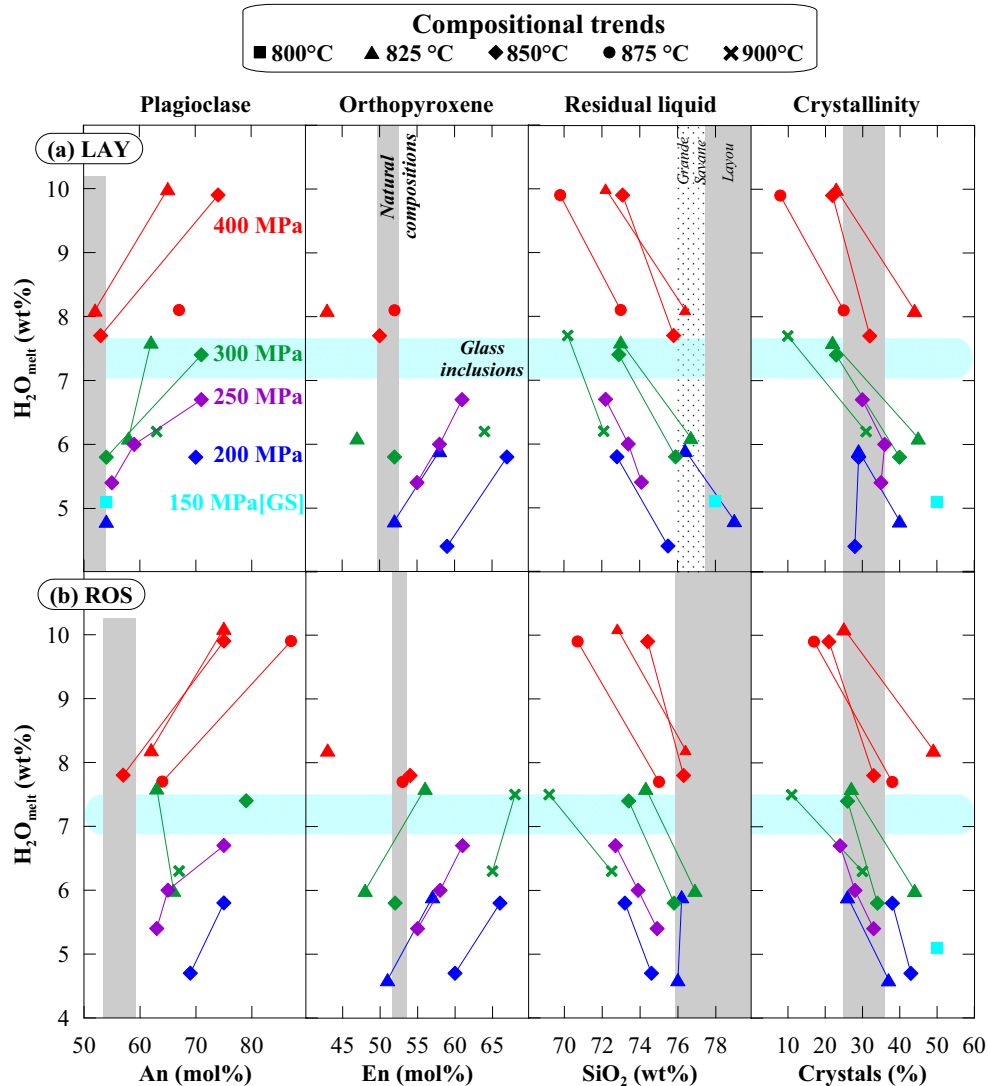 Compositional trends
800°C 825 °C 850°C 875 °C 900°C
Plagioclase Orthopyroxene Residual liquid Crystallinity
(a) LAY
Natural
compositions
Grande
Savane
Layou
10
9
8
7
6
5
H₂Omelt (wt%)
400 MPa
300 MPa
250 MPa
200 MPa
150 MPa[GS]
Glass
inclusions
(b) ROS
10
9
8
7
6
5
4
H₂Omelt (wt%)
50 60 70 80 45 50 55 60 65 70 72 74 76 78 10 20 30 40 50 60
An (mol%) En (mol%) SiO₂ (wt%) Crystals (%)